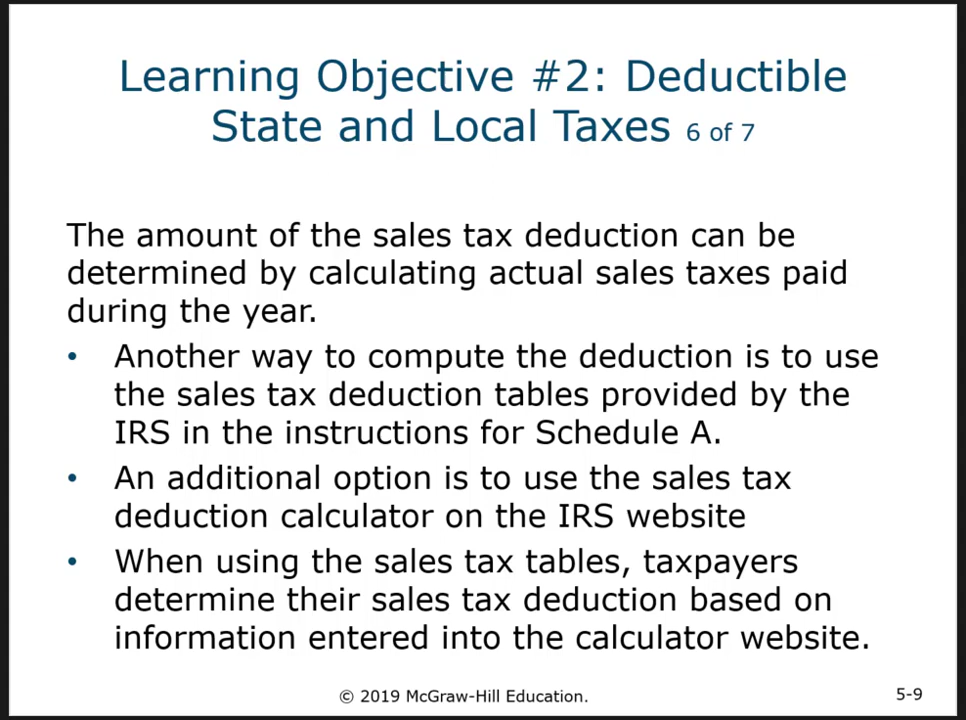 Learning Objective #2: Deductible
State and Local Taxes 6 of 7
The amount of the sales tax deduction can be
determined by calculating actual sales taxes paid
during the year.
• Another way to compute the deduction is to use
the sales tax deduction tables provided by the
IRS in the instructions for Schedule A.
• An additional option is to use the sales tax
deduction calculator on the IRS website
• When using the sales tax tables, taxpayers
determine their sales tax deduction based on
information entered into the calculator website.
© 2019 McGraw-Hill Education.
5-9